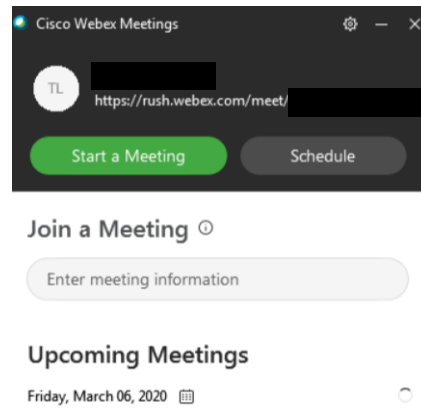 Cisco Webex Meetings
TL
https://rush.webex.com/meet/
Start a Meeting
Schedule
Join a Meeting
Enter meeting information
Upcoming Meetings
Friday, March 06, 2020